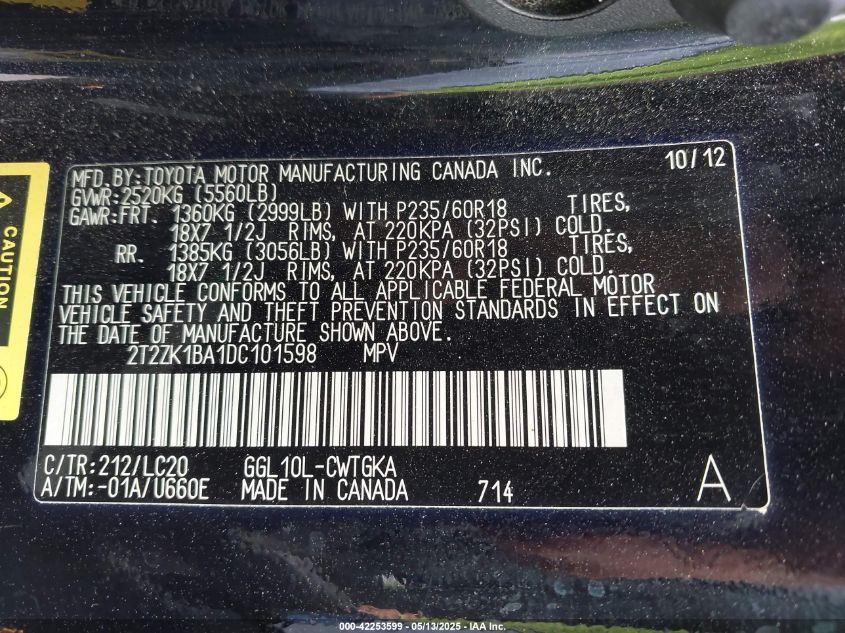 MFD. BY: TOYOTA MOTOR MANUFACTURING CANADA INC. 10/12
GVWR: 2520KG (5560LB)
GAWR: FRT. 1360KG (2999LB) WITH P235/60R18 TIRES,
18X7 1/2J RIMS, AT 220KPA (32PSI) COLD.
RR. 1385KG (3056LB) WITH P235/60R18 TIRES,
18X7 1/2J RIMS, AT 220KPA (32PSI) COLD.
THIS VEHICLE CONFORMS TO ALL APPLICABLE FEDERAL MOTOR
VEHICLE SAFETY AND THEFT PREVENTION STANDARDS IN EFFECT ON
THE DATE OF MANUFACTURE SHOWN ABOVE.
2T2ZK1BA1DC101598 MPV
C/TR: 212/LC20 GGL10L-CWTGKA
A/TM: -01A/U660E MADE IN CANADA 714 A
CAUTION
000-42253599 - 05/13/2025 - IAA Inc.